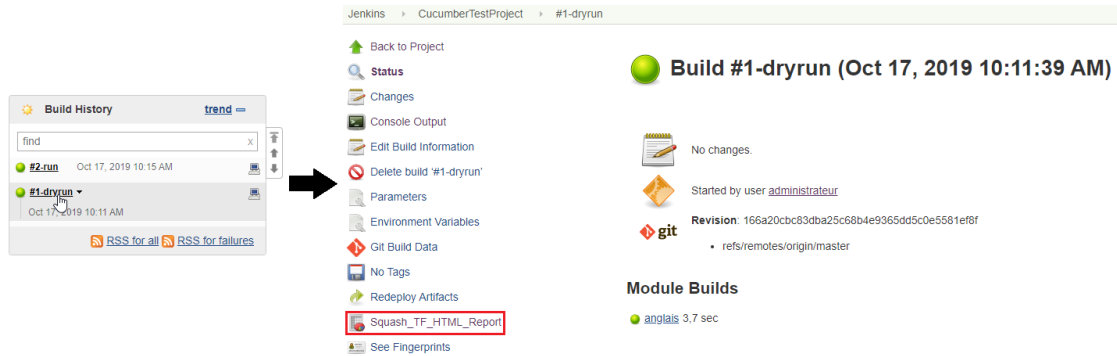 Build History trend
find x
#2-run Oct 17, 2019 10:15 AM
#1-dryrun
Oct 17, 2019 10:11 AM
RSS for all RSS for failures
Jenkins CucumberTestProject #1-dryrun
Back to Project
Status
Changes
Console Output
Edit Build Information
Delete build '#1-dryrun'
Parameters
Environment Variables
Git Build Data
No Tags
Redeploy Artifacts
Squash_TF_HTML_Report
See Fingerprints
Build #1-dryrun (Oct 17, 2019 10:11:39 AM)
No changes.
Started by user administrateur
git Revision: 166a20cbc83dba25c68b4e9365dd5c0e5581ef8f
• refs/remotes/origin/master
Module Builds
anglais 3,7 sec